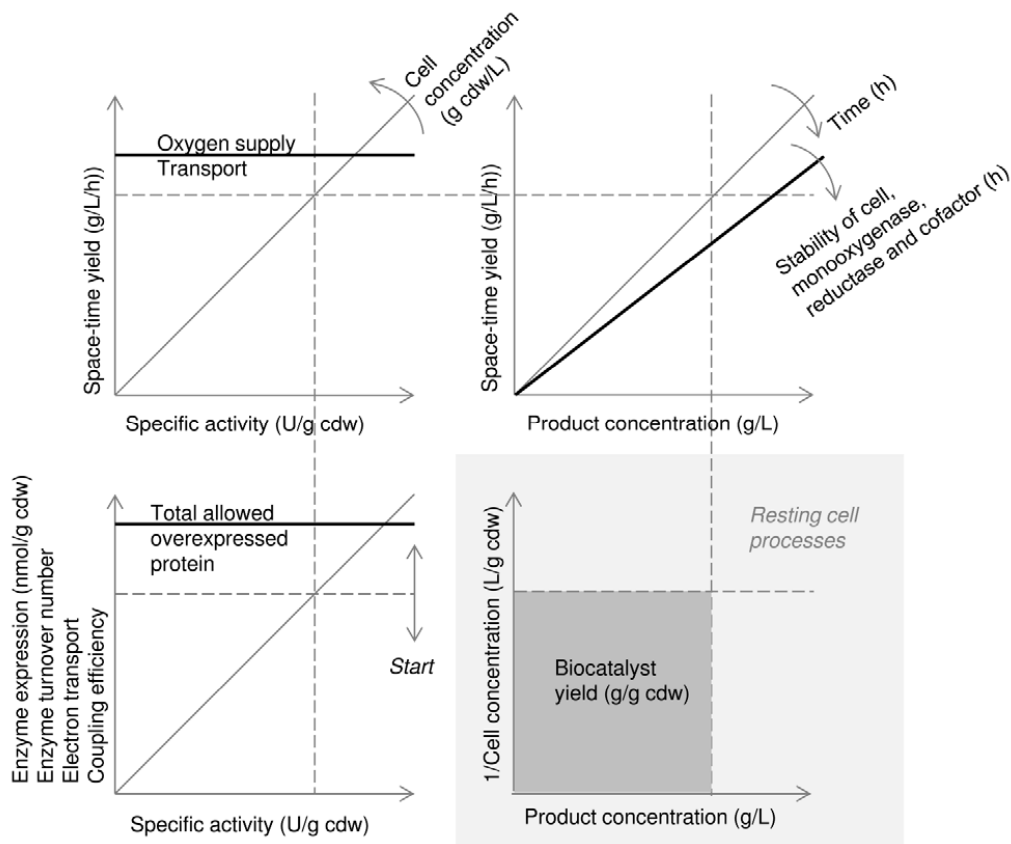 Cell
concentration
(g cdw/L)
Oxygen supply
Transport
Space-time yield (g/L/h))
Specific activity (U/g cdw)
Time (h)
Stability of cell,
monooxygenase,
reductase and cofactor (h)
Space-time yield (g/L/h))
Product concentration (g/L)
Total allowed
overexpressed
protein
Start
Enzyme expression (nmol/g cdw)
Enzyme turnover number
Electron transport
Coupling efficiency
Specific activity (U/g cdw)
Resting cell
processes
Biocatalyst
yield (g/g cdw)
1/Cell concentration (L/g cdw)
Product concentration (g/L)